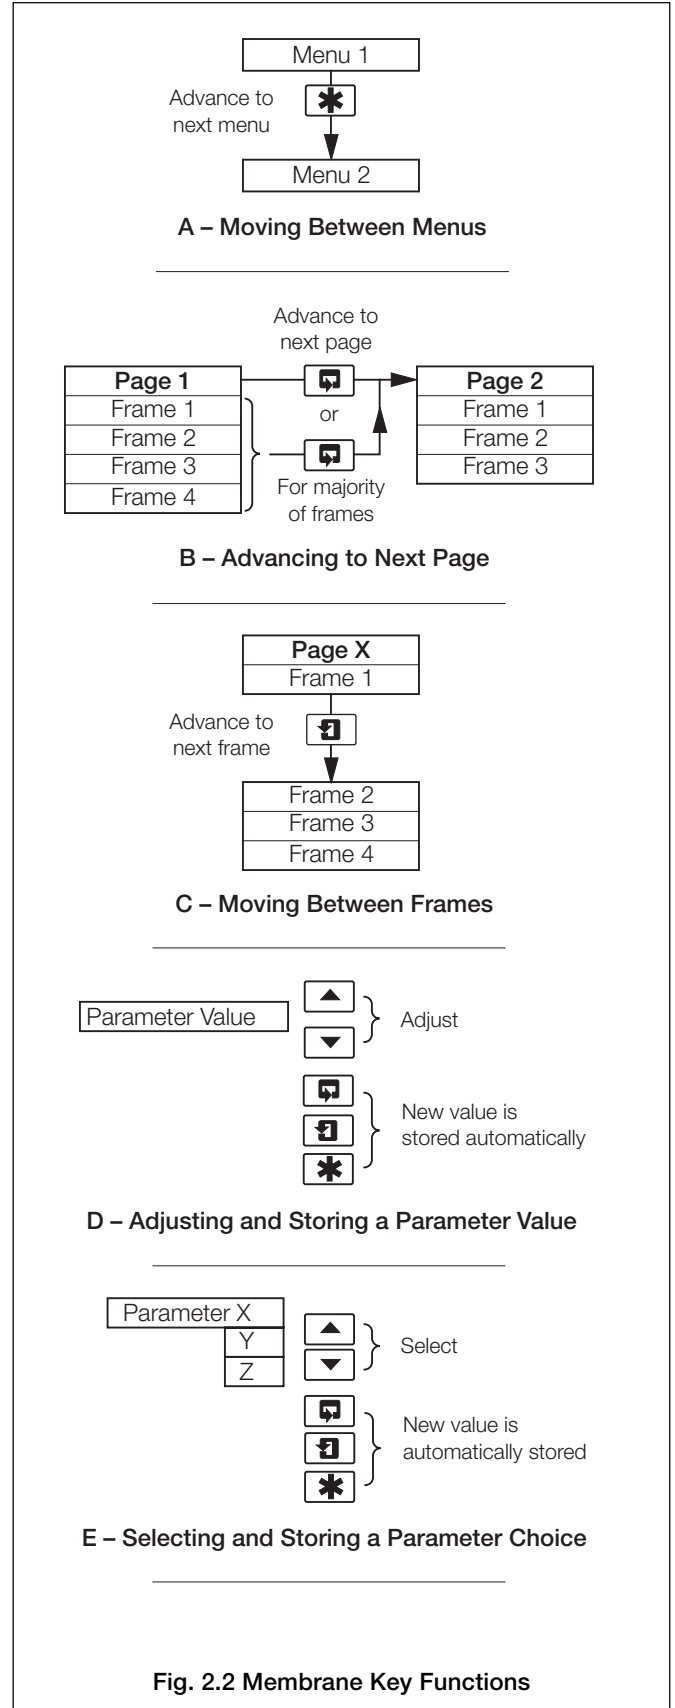 Menu 1
Advance to
next menu
Menu 2
A – Moving Between Menus
Advance to
next page
Page 1
Frame 1
Frame 2
Frame 3
Frame 4
or
For majority
of frames
Page 2
Frame 1
Frame 2
Frame 3
B – Advancing to Next Page
Page X
Frame 1
Advance to
next frame
Frame 2
Frame 3
Frame 4
C – Moving Between Frames
Parameter Value
Adjust
New value is
stored automatically
D – Adjusting and Storing a Parameter Value
Parameter X
Y
Z
Select
New value is
automatically stored
E – Selecting and Storing a Parameter Choice
Fig. 2.2 Membrane Key Functions